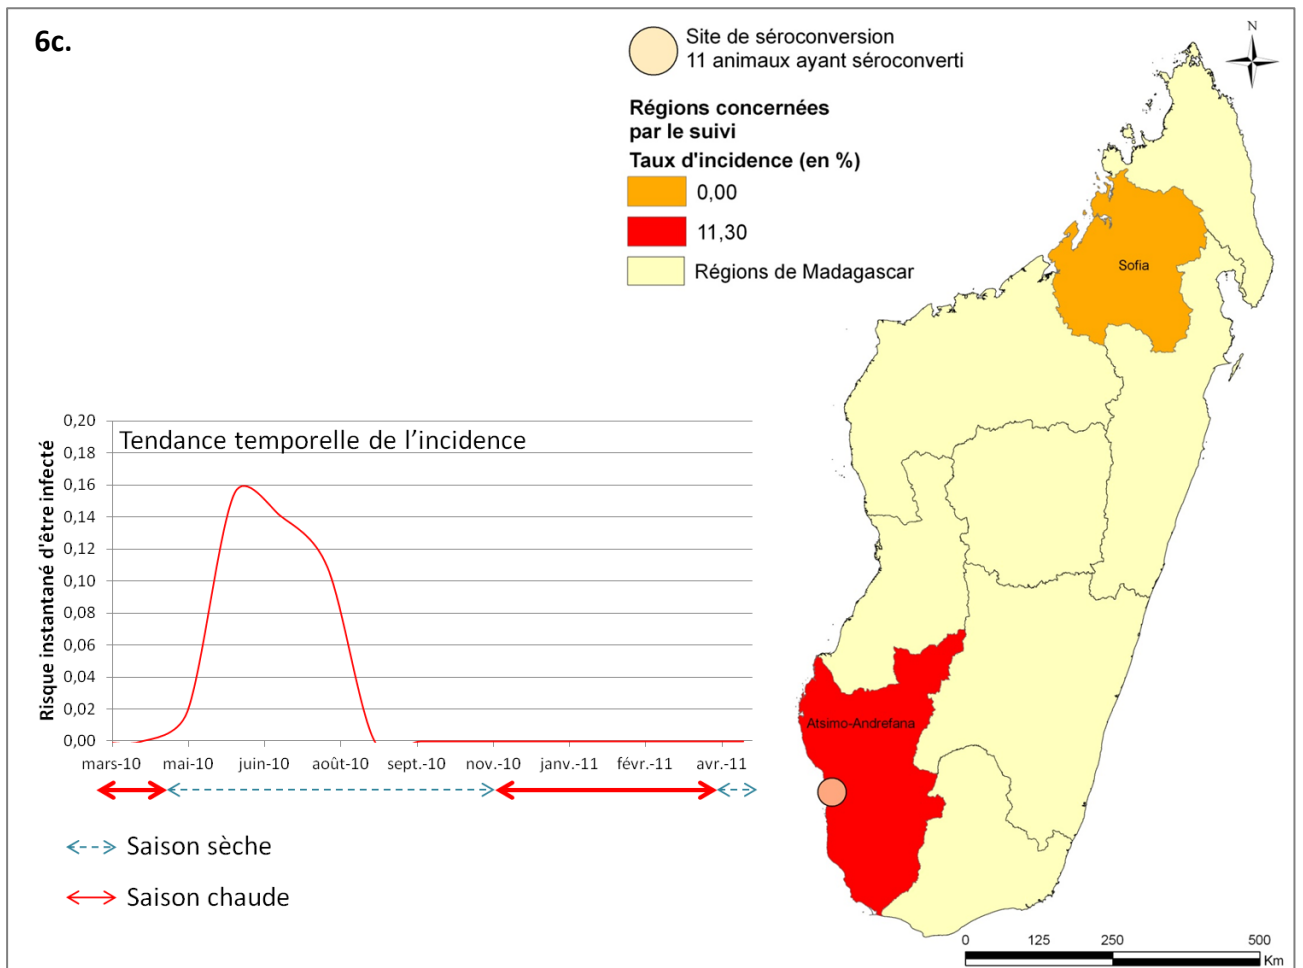 6c.
Site de séroconversion
11 animaux ayant séroconverti
Régions concernées
par le suivi
Taux d'incidence (en %)
0,00
11,30
Régions de Madagascar
N
Sofia
Atsimo-Andrefana
Tendance temporelle de l'incidence
Risque instantané d'être infecté
0,20
0,18
0,16
0,14
0,12
0,10
0,08
0,06
0,04
0,02
0,00
mars-10 mai-10 juin-10 août-10 sept.-10 nov.-10 janv.-11 févr.-11 avr.-11
Saison sèche
Saison chaude
0 125 250 500
Km